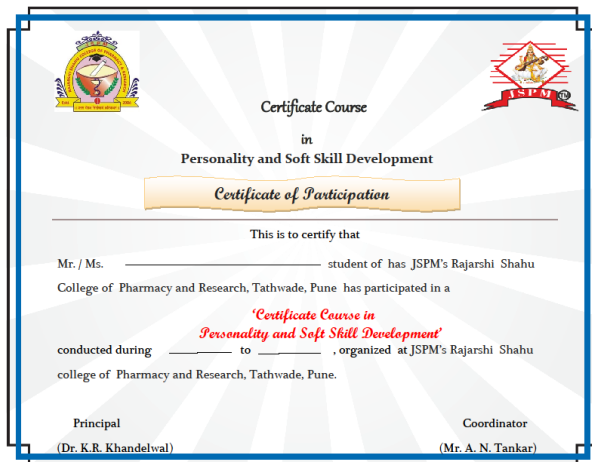 JSPM
TM
Certificate Course
in
Personality and Soft Skill Development
Certificate of Participation
This is to certify that
Mr. / Ms. student of has JSPM's Rajarshi Shahu
College of Pharmacy and Research, Tathwade, Pune has participated in a
'Certificate Course in
Personality and Soft Skill Development'
conducted during to , organized at JSPM's Rajarshi Shahu
college of Pharmacy and Research, Tathwade, Pune.
Principal Coordinator
(Dr. K.R. Khandelwal) (Mr. A. N. Tankar)